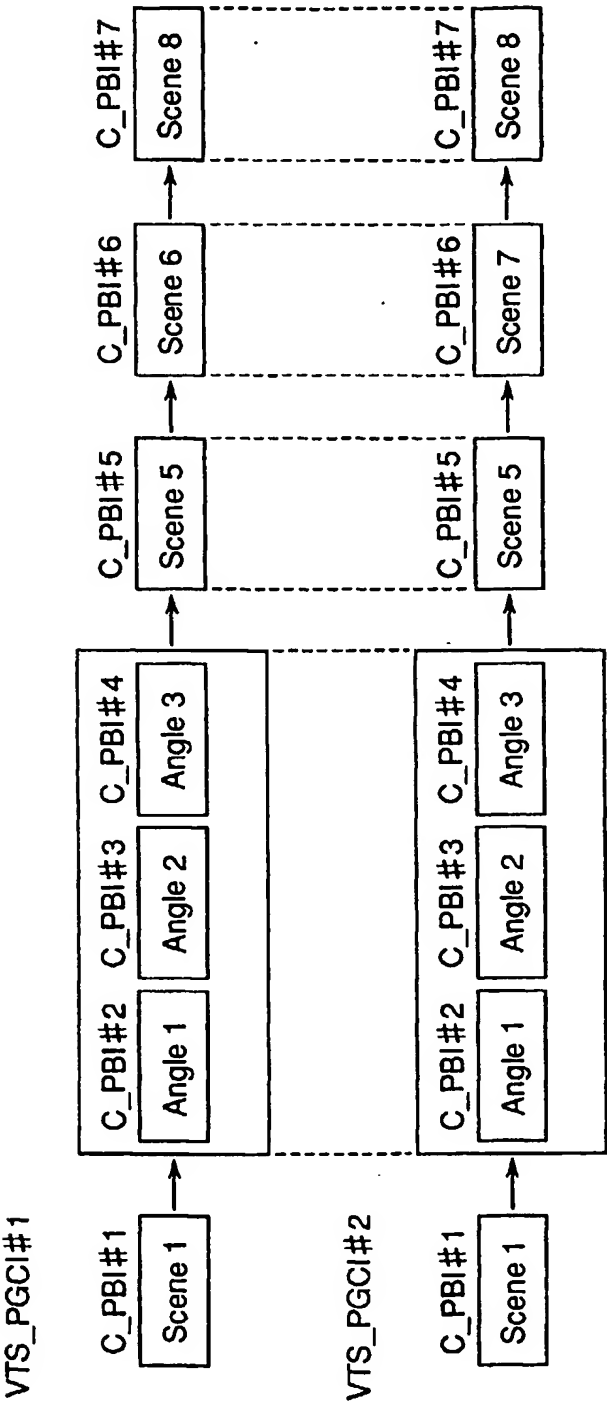 VTS_PGCI#1
C_PBI#1 C_PBI#2 C_PBI#3 C_PBI#4 C_PBI#5 C_PBI#6 C_PBI#7
Scene 1 Angle 1 Angle 2 Angle 3 Scene 5 Scene 6 Scene 8
VTS_PGCI#2
C_PBI#1 C_PBI#2 C_PBI#3 C_PBI#4 C_PBI#5 C_PBI#6 C_PBI#7
Scene 1 Angle 1 Angle 2 Angle 3 Scene 5 Scene 7 Scene 8